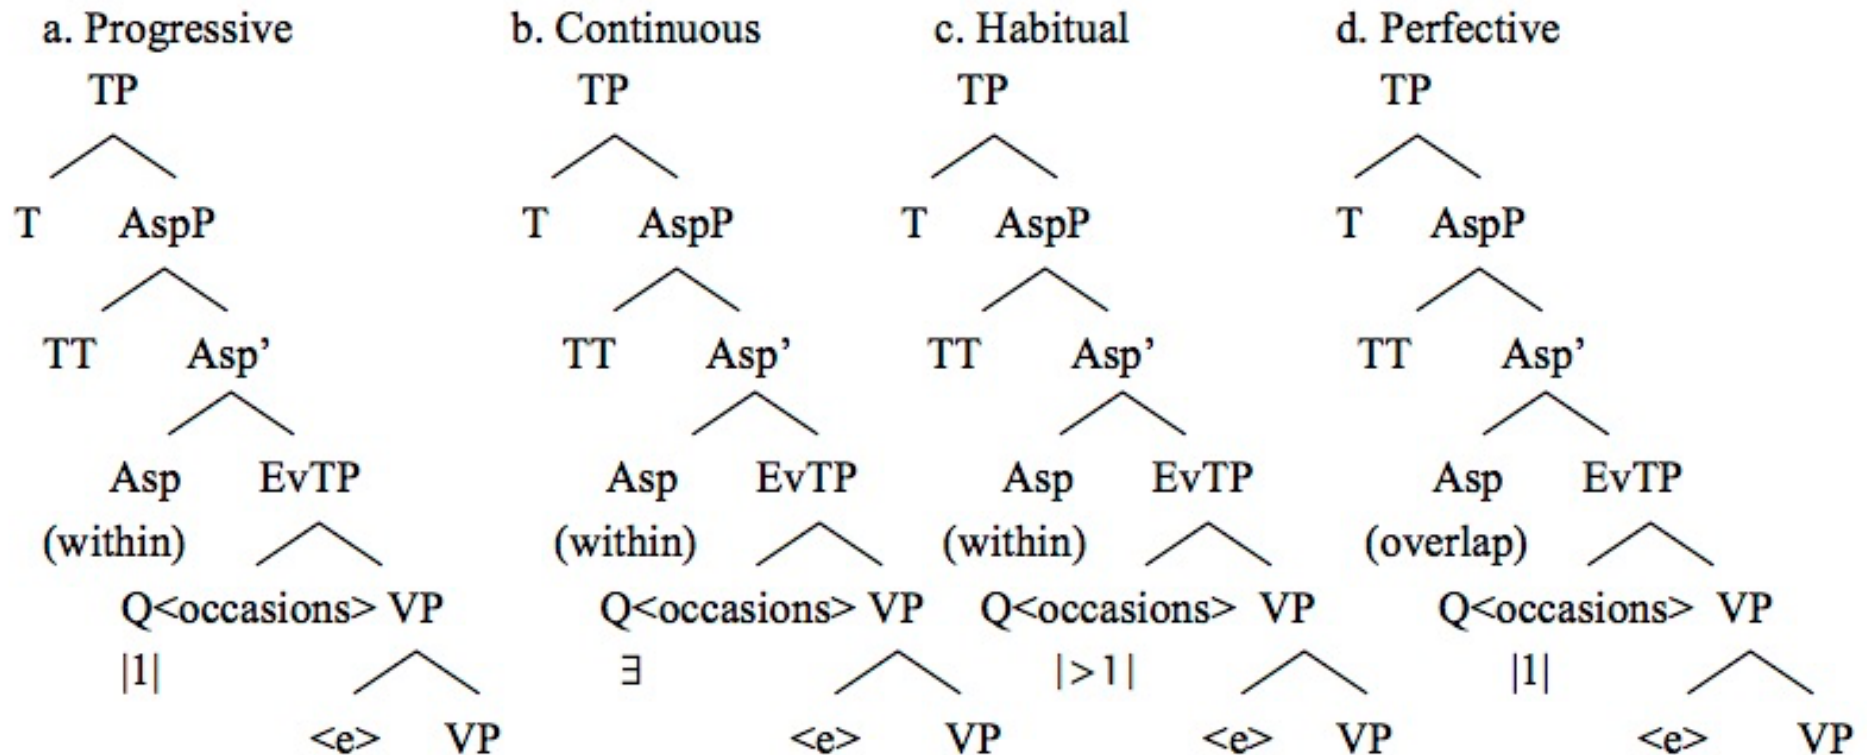 a. Progressive b. Continuous c. Habitual d. Perfective
TP TP TP TP
T AspP T AspP T AspP T AspP
TT Asp’ TT Asp’ TT Asp’ TT Asp’
Asp EvTP Asp EvTP Asp EvTP Asp EvTP
(within) (within) (within) (overlap)
Q<occasions> VP Q<occasions> VP Q<occasions> VP Q<occasions> VP
|1| ∃ |>1| |1|
<e> VP <e> VP <e> VP <e> VP